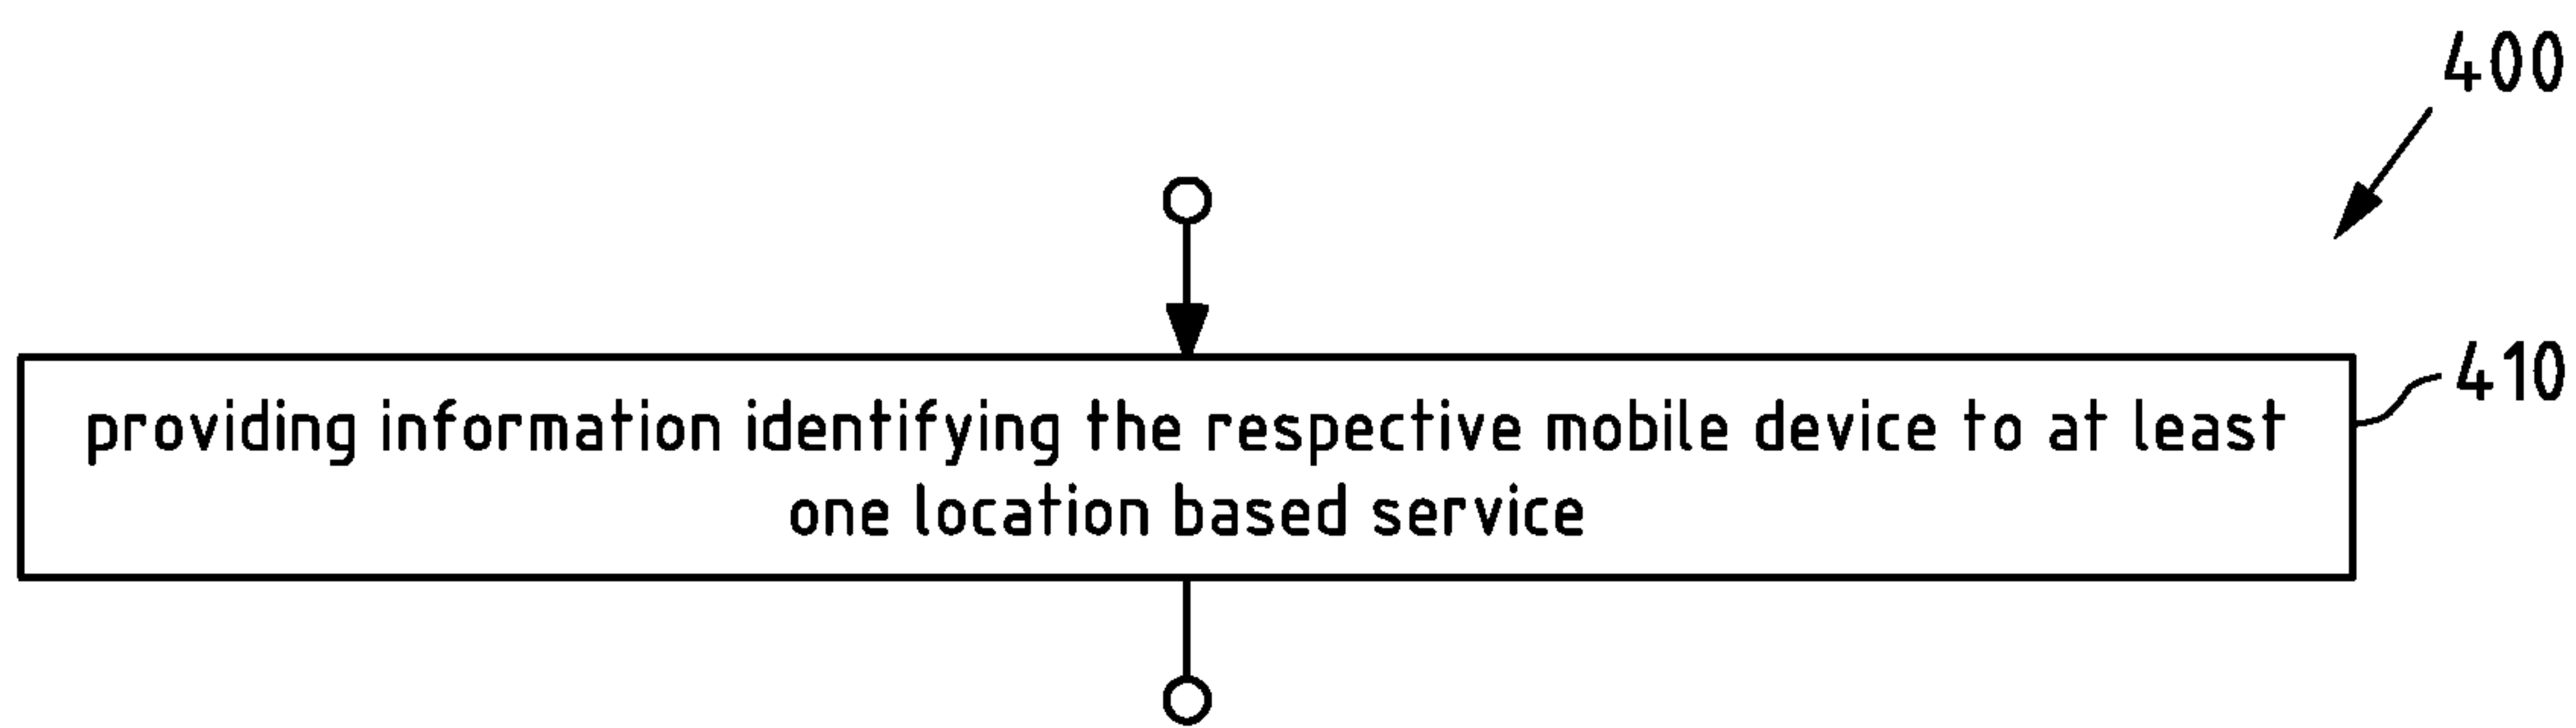 400
410
providing information identifying the respective mobile device to at least
one location based service